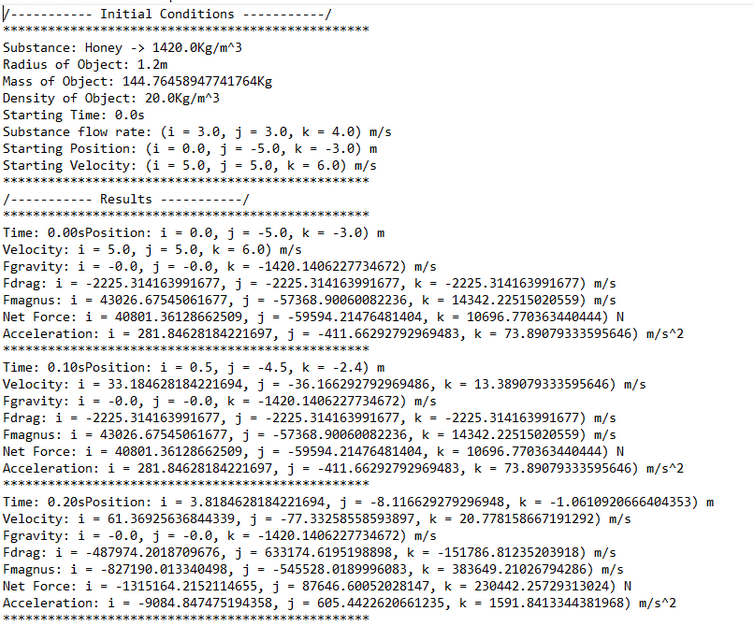 /----------- Initial Conditions -----------/
*************************************************
Substance: Honey -> 1420.0Kg/m^3
Radius of Object: 1.2m
Mass of Object: 144.76458947741764Kg
Density of Object: 20.0Kg/m^3
Starting Time: 0.0s
Substance flow rate: (i = 3.0, j = 3.0, k = 4.0) m/s
Starting Position: (i = 0.0, j = -5.0, k = -3.0) m
Starting Velocity: (i = 5.0, j = 5.0, k = 6.0) m/s
*************************************************
/----------- Results -----------/
*************************************************
Time: 0.00sPosition: i = 0.0, j = -5.0, k = -3.0) m
Velocity: i = 5.0, j = 5.0, k = 6.0) m/s
Fgravity: i = -0.0, j = -0.0, k = -1420.1406227734672) m/s
Fdrag: i = -2225.314163991677, j = -2225.314163991677, k = -2225.314163991677) m/s
Fmagnus: i = 43026.67545061677, j = -57368.90060082236, k = 14342.22515020559) m/s
Net Force: i = 40801.36128662509, j = -59594.21476481404, k = 10696.770363440444) N
Acceleration: i = 281.84628184221697, j = -411.66292792969483, k = 73.89079333595646) m/s^2
*************************************************
Time: 0.10sPosition: i = 0.5, j = -4.5, k = -2.4) m
Velocity: i = 33.184628184221694, j = -36.166292792969486, k = 13.389079333595646) m/s
Fgravity: i = -0.0, j = -0.0, k = -1420.1406227734672) m/s
Fdrag: i = -2225.314163991677, j = -2225.314163991677, k = -2225.314163991677) m/s
Fmagnus: i = 43026.67545061677, j = -57368.90060082236, k = 14342.22515020559) m/s
Net Force: i = 40801.36128662509, j = -59594.21476481404, k = 10696.770363440444) N
Acceleration: i = 281.84628184221697, j = -411.66292792969483, k = 73.89079333595646) m/s^2
*************************************************
Time: 0.20sPosition: i = 3.8184628184221694, j = -8.116629279296948, k = -1.0610920666404353) m
Velocity: i = 61.36925636844339, j = -77.33258558593897, k = 20.778158667191292) m/s
Fgravity: i = -0.0, j = -0.0, k = -1420.1406227734672) m/s
Fdrag: i = -487974.2018709676, j = 633174.6195198898, k = -151786.81235203918) m/s
Fmagnus: i = -827190.013340498, j = -545528.0189996083, k = 383649.21026794286) m/s
Net Force: i = -1315164.2152114655, j = 87646.60052028147, k = 230442.25729313024) N
Acceleration: i = -9084.847475194358, j = 605.4422620661235, k = 1591.8413344381968) m/s^2
*************************************************